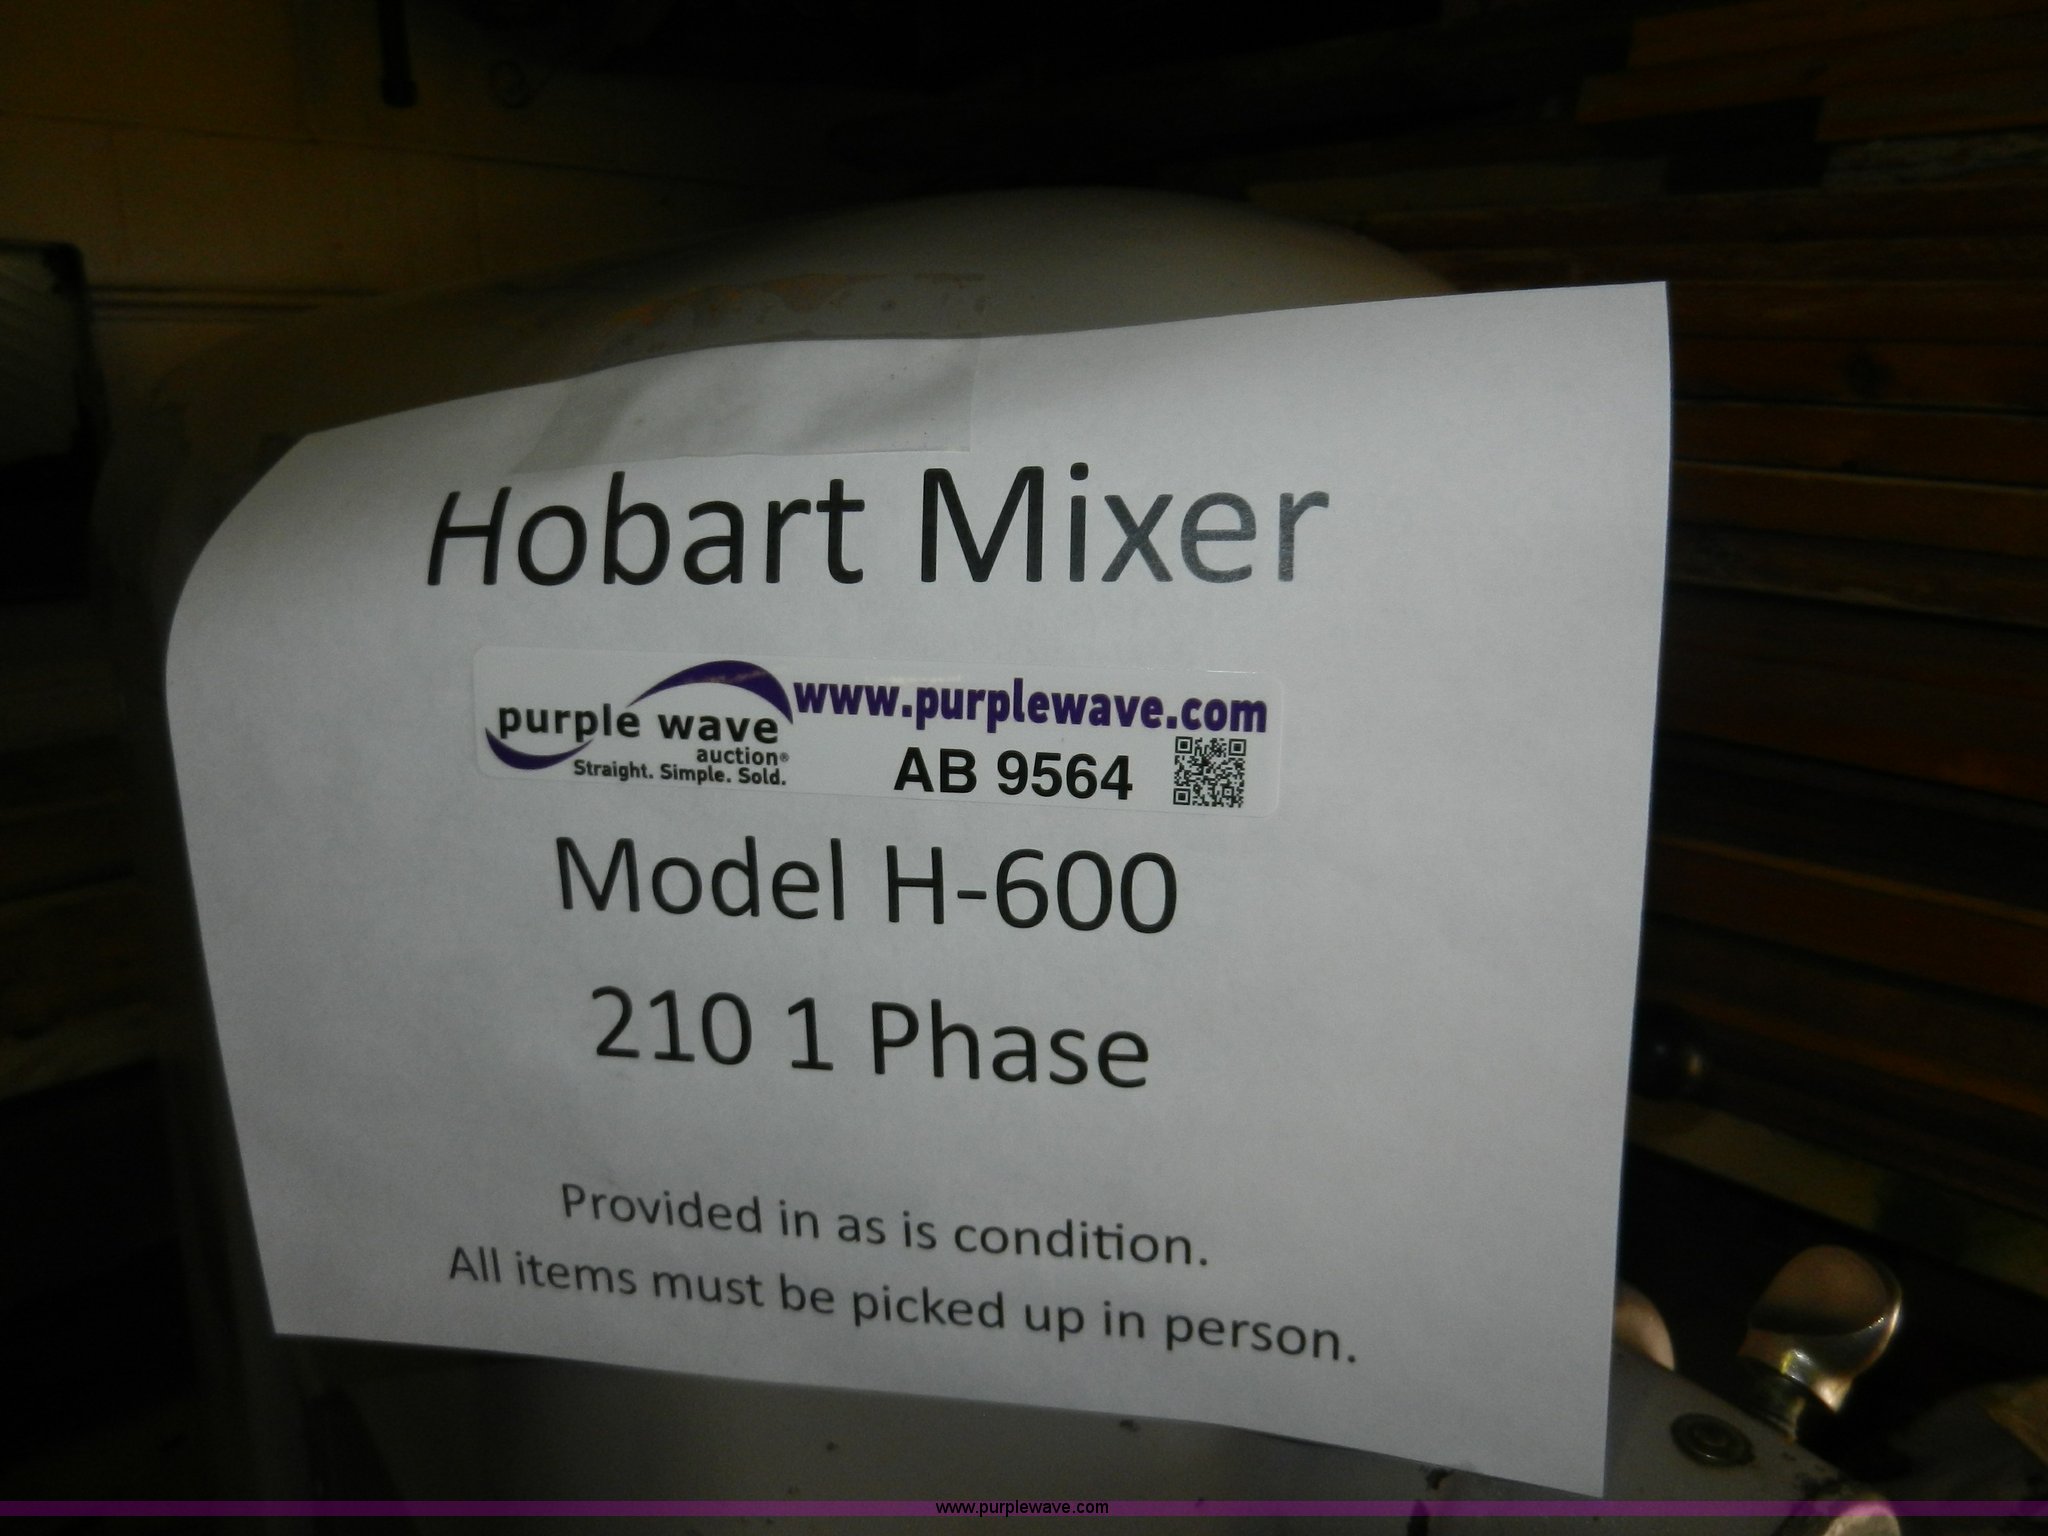 Hobart Mixer
purple wave
auction®
Straight. Simple. Sold.
www.purplewave.com
AB 9564
Model H-600
210 1 Phase
Provided in as is condition.
All items must be picked up in person.
www.purplewave.com